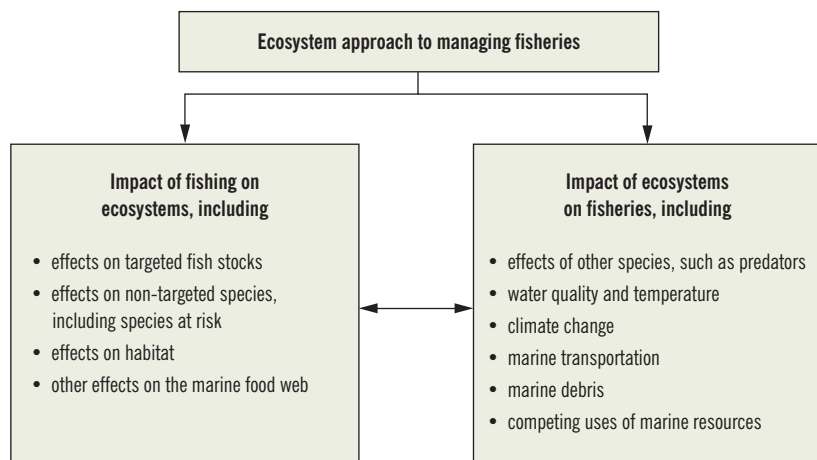 Ecosystem approach to managing fisheries
Impact of fishing on
ecosystems, including
• effects on targeted fish stocks
• effects on non-targeted species,
including species at risk
• effects on habitat
• other effects on the marine food web
Impact of ecosystems
on fisheries, including
• effects of other species, such as predators
• water quality and temperature
• climate change
• marine transportation
• marine debris
• competing uses of marine resources